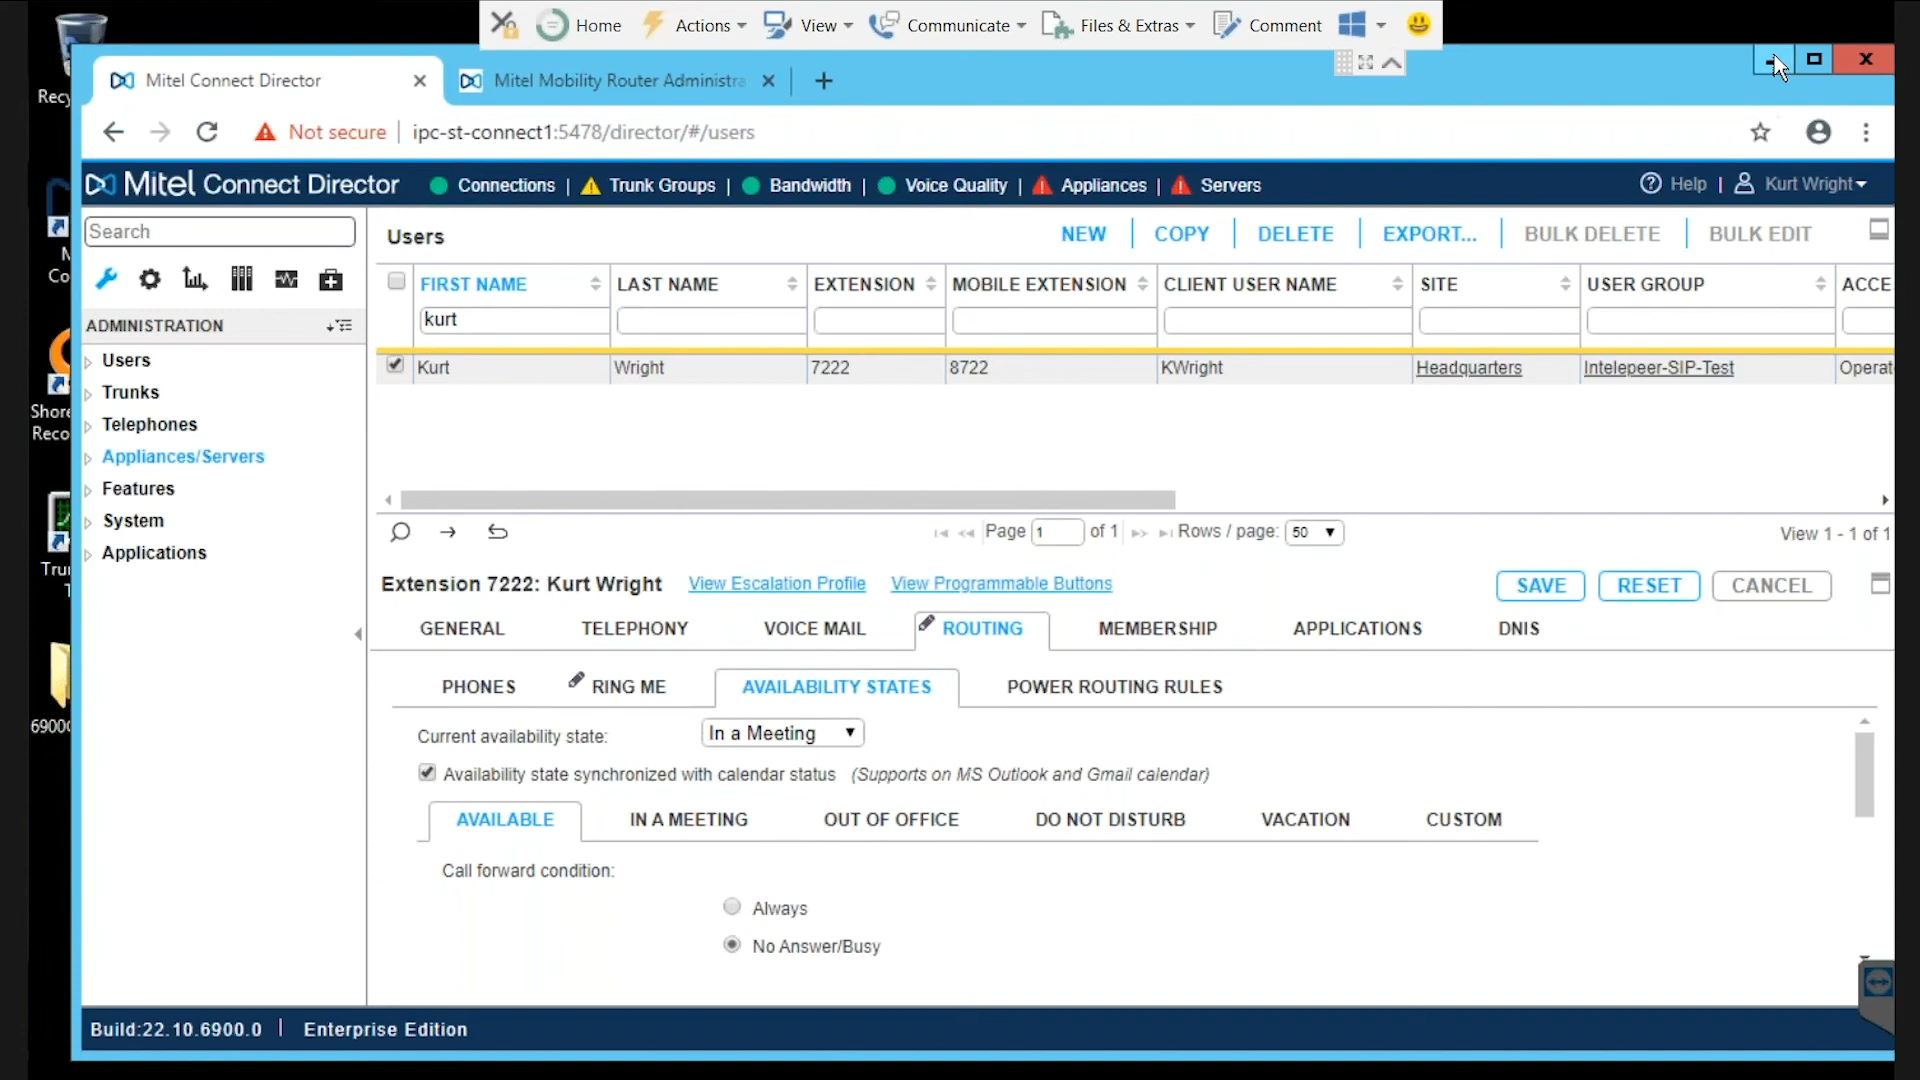 Home Actions View Communicate Files & Extras Comment
Recy
Mitel Connect Director
Mitel Mobility Router Administra
Not secure ipc-st-connect1:5478/director/#/users
Mitel Connect Director Connections | Trunk Groups | Bandwidth | Voice Quality | Appliances | Servers Help | Kurt Wright
M
Co
Shore
Reco
Tru
T
6900
Search
ADMINISTRATION
Users
Trunks
Telephones
Appliances/Servers
Features
System
Applications
Users NEW COPY DELETE EXPORT... BULK DELETE BULK EDIT
FIRST NAME LAST NAME EXTENSION MOBILE EXTENSION CLIENT USER NAME SITE USER GROUP ACCE
kurt
Kurt Wright 7222 8722 KWright Headquarters Intelepeer-SIP-Test Operat
Page 1 of 1 Rows / page: 50 View 1 - 1 of 1
Extension 7222: Kurt Wright View Escalation Profile View Programmable Buttons SAVE RESET CANCEL
GENERAL TELEPHONY VOICE MAIL ROUTING MEMBERSHIP APPLICATIONS DNIS
PHONES RING ME AVAILABILITY STATES POWER ROUTING RULES
Current availability state: In a Meeting
Availability state synchronized with calendar status (Supports on MS Outlook and Gmail calendar)
AVAILABLE IN A MEETING OUT OF OFFICE DO NOT DISTURB VACATION CUSTOM
Call forward condition:
Always
No Answer/Busy
Build:22.10.6900.0 | Enterprise Edition